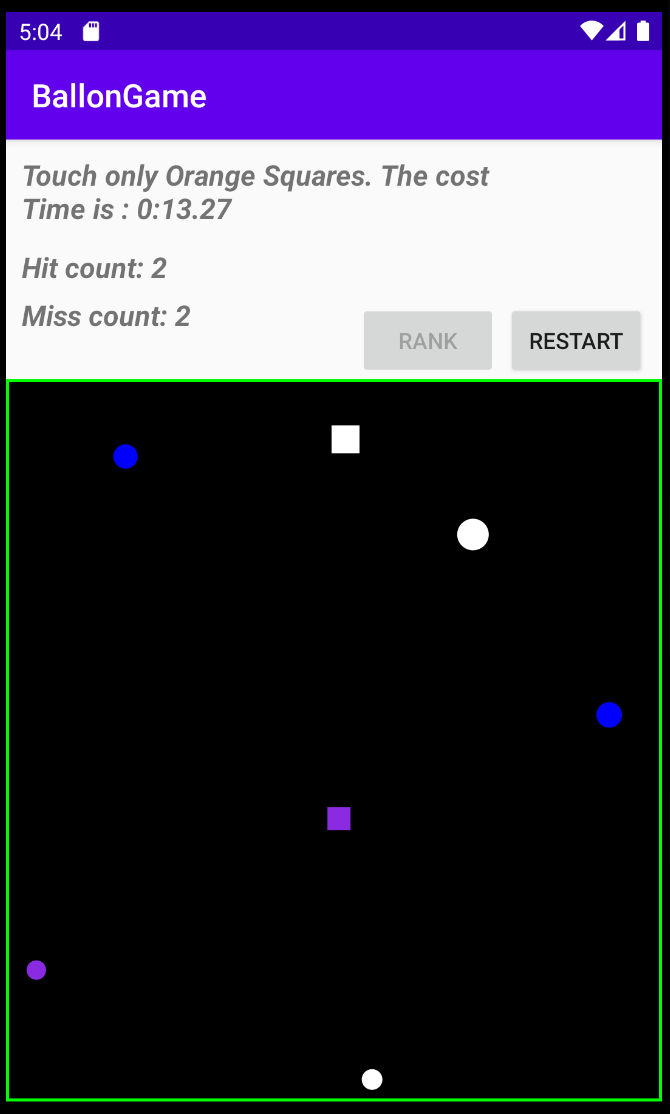 5:04
BallonGame
Touch only Orange Squares. The cost
Time is : 0:13.27
Hit count: 2
Miss count: 2
RANK
RESTART